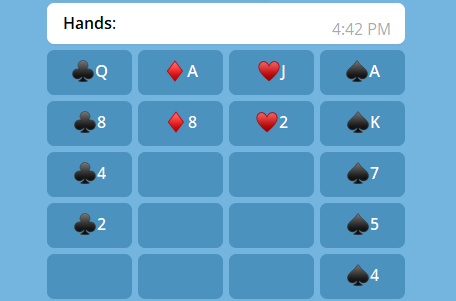 Hands:
4:42 PM
♣Q ♦A ♥J ♠A
♣8 ♦8 ♥2 ♠K
♣4 ♠7
♣2 ♠5
♠4